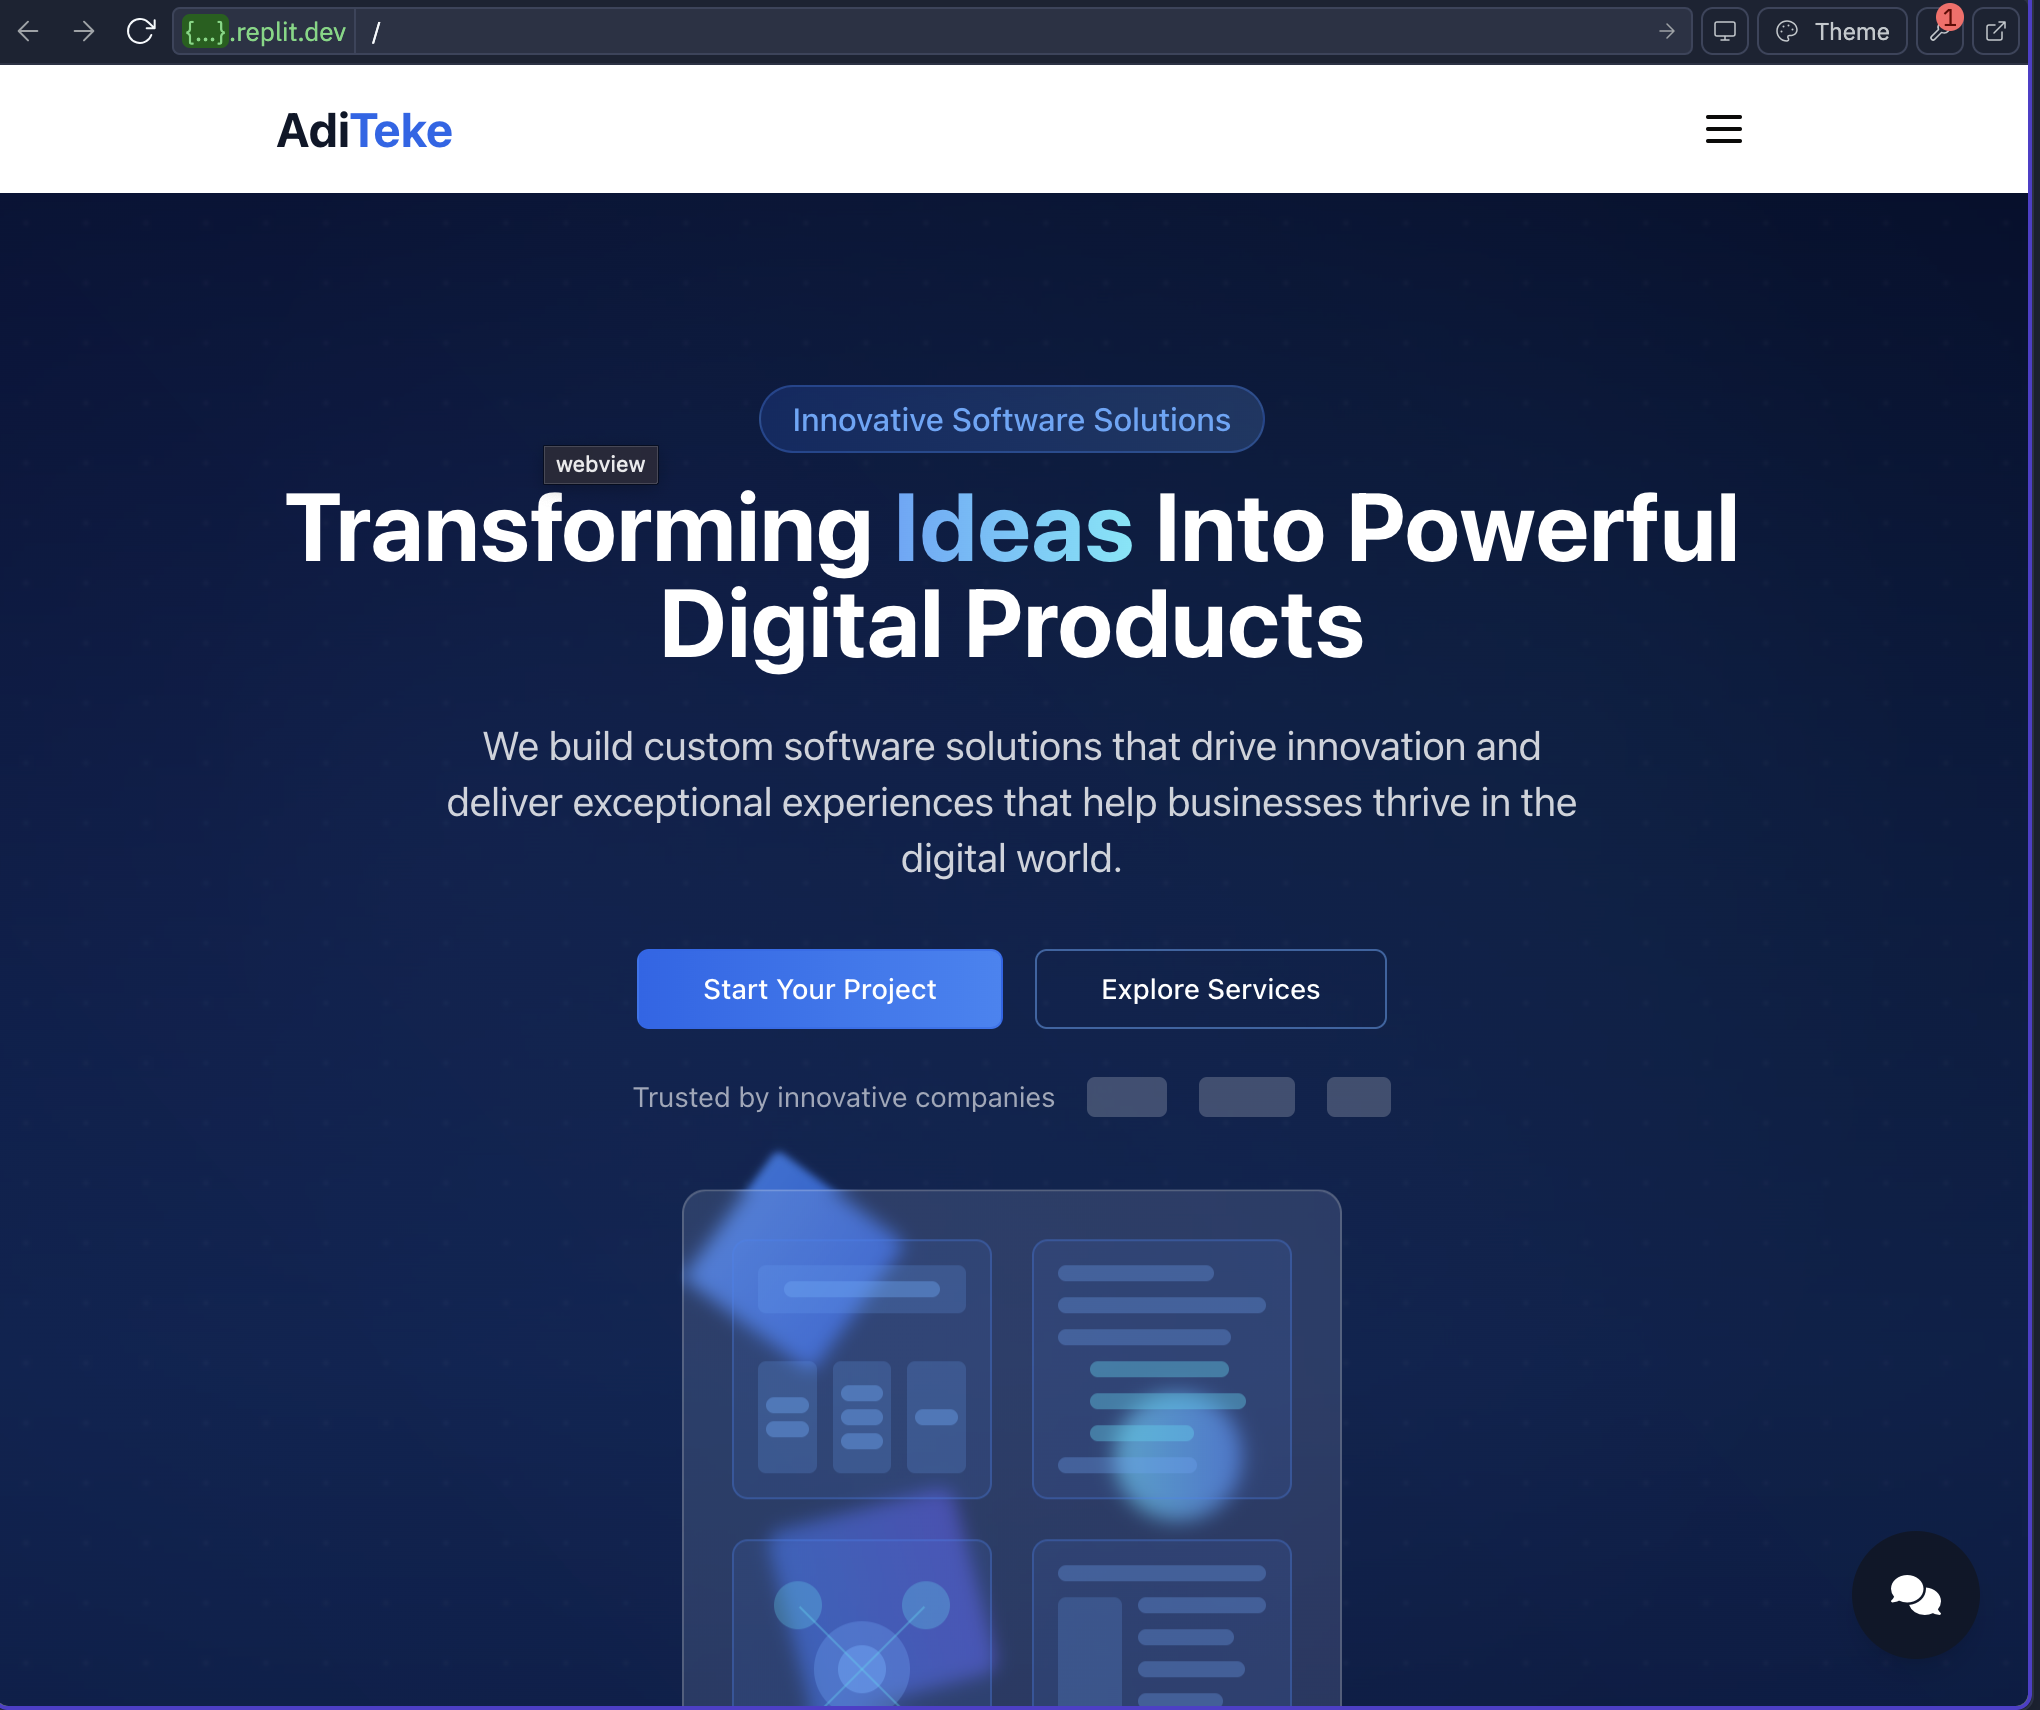 {...}.replit.dev /
Theme
1
AdiTeke
Innovative Software Solutions
webview
Transforming Ideas Into Powerful
Digital Products
We build custom software solutions that drive innovation and
deliver exceptional experiences that help businesses thrive in the
digital world.
Start Your Project
Explore Services
Trusted by innovative companies